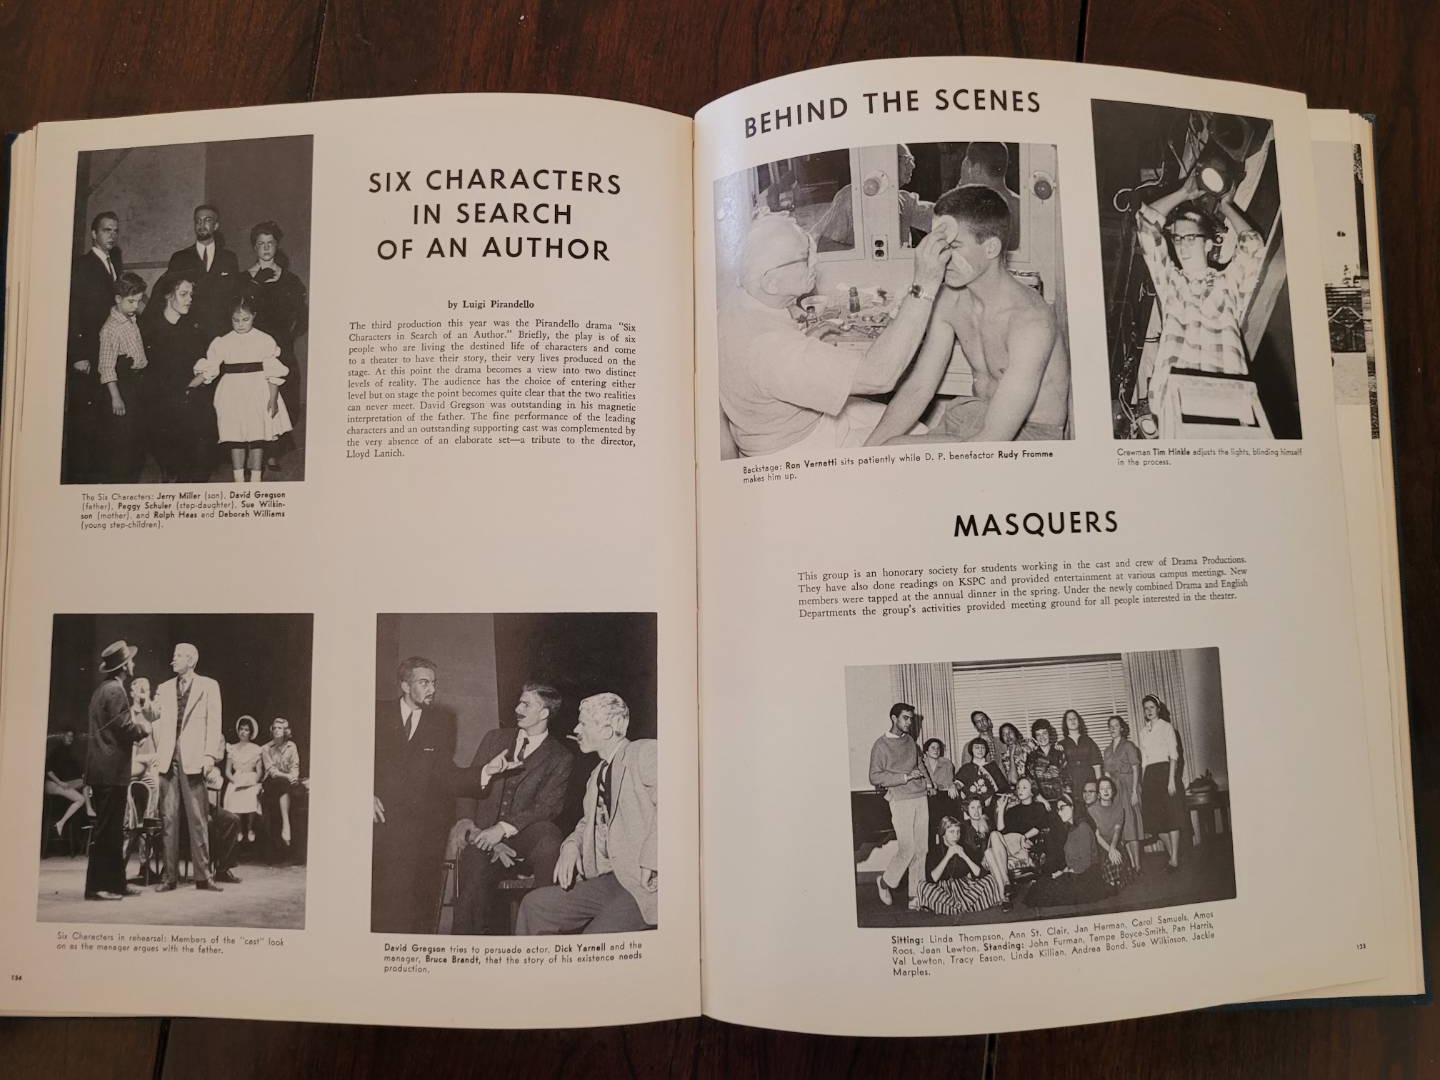 SIX CHARACTERS
IN SEARCH
OF AN AUTHOR
by Luigi Pirandello
The third production this year was the Pirandello drama "Six
Characters in Search of an Author." Briefly, the play is of six
people who are living the destined life of characters and come
to a theater to have their story, their very lives produced on the
stage. At this point the drama becomes a view into two distinct
levels of reality. The audience has the choice of entering either
level but on stage the point becomes quite clear that the two realities
can never meet. David Gregson was outstanding in his magnetic
interpretation of the father. The fine performance of the leading
characters and an outstanding supporting cast was complemented by
the very absence of an elaborate set—a tribute to the director,
Lloyd Lanich.
The Six Characters: Jerry Miller (son), David Gregson
(father), Peggy Schuler (step-daughter), Sue Wilkin-
son (mother), and Ralph Haas and Deborah Williams
(young step-children).
Six Characters in rehearsal: Members of the "cast" look
on as the manager argues with the father.
David Gregson tries to persuade actor, Dick Yarnell and the
manager, Bruce Brandt, that the story of his existence needs
production.
134
BEHIND THE SCENES
Backstage: Ron Vernetti sits patiently while D. P. benefactor Rudy Fromme
makes him up.
Crewman Tim Hinkle adjusts the lights, blinding himself
in the process.
MASQUERS
This group is an honorary society for students working in the cast and crew of Drama Productions.
They have also done readings on KSPC and provided entertainment at various campus meetings. New
members were tapped at the annual dinner in the spring. Under the newly combined Drama and English
Departments the group's activities provided meeting ground for all people interested in the theater.
Sitting: Linda Thompson, Ann St. Clair, Jan Herman, Carol Samuels, Amos
Roos, Jean Lewton. Standing: John Furman, Tempe Boyce-Smith, Pan Harris,
Val Lewton, Tracy Eason, Linda Killian, Andrea Bond, Sue Wilkinson, Jackie
Marples.
135